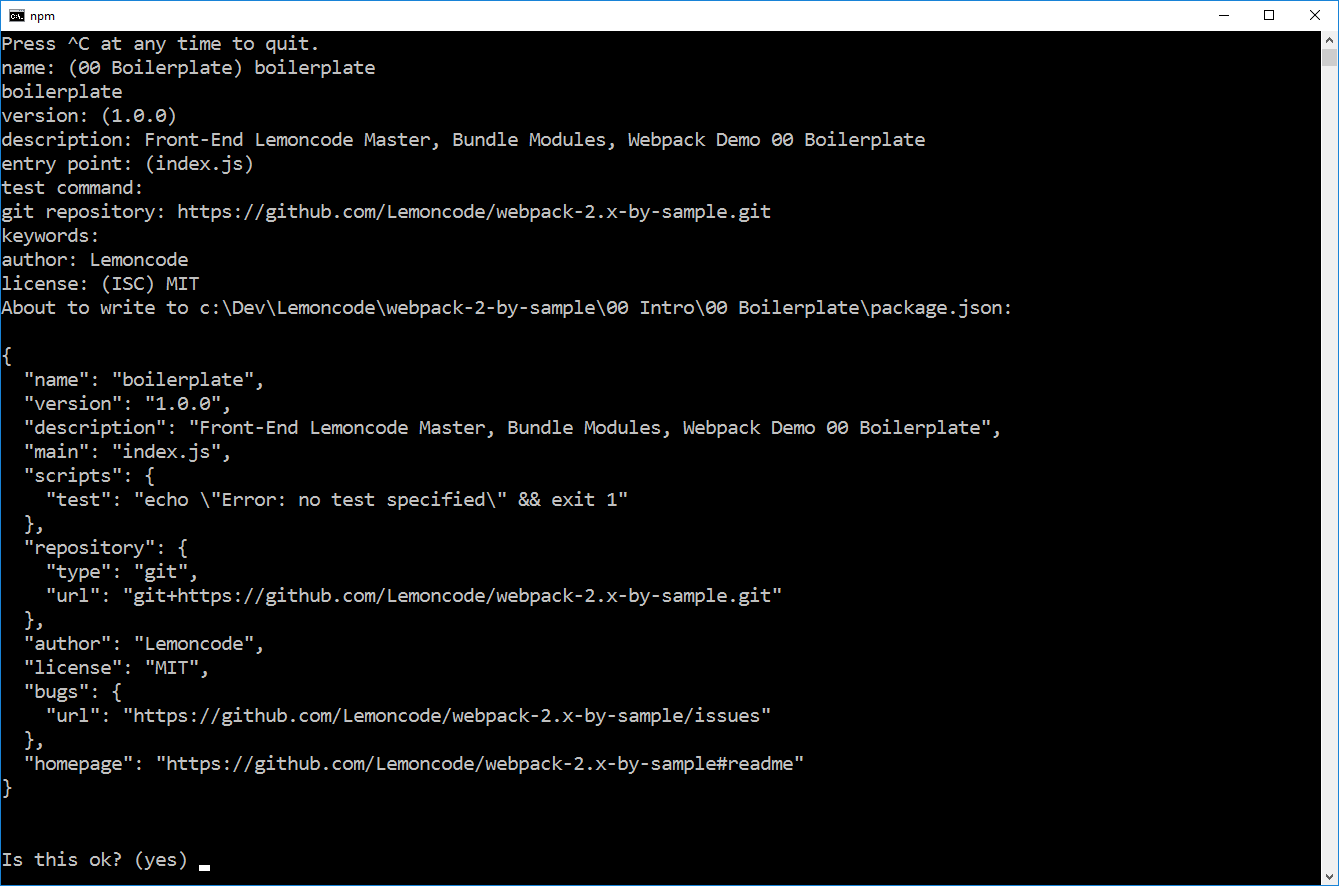 npm
Press ^C at any time to quit.
name: (00 Boilerplate) boilerplate
boilerplate
version: (1.0.0)
description: Front-End Lemoncode Master, Bundle Modules, Webpack Demo 00 Boilerplate
entry point: (index.js)
test command:
git repository: https://github.com/Lemoncode/webpack-2.x-by-sample.git
keywords:
author: Lemoncode
license: (ISC) MIT
About to write to c:\Dev\Lemoncode\webpack-2-by-sample\00 Intro\00 Boilerplate\package.json:

{
  "name": "boilerplate",
  "version": "1.0.0",
  "description": "Front-End Lemoncode Master, Bundle Modules, Webpack Demo 00 Boilerplate",
  "main": "index.js",
  "scripts": {
    "test": "echo \"Error: no test specified\" && exit 1"
  },
  "repository": {
    "type": "git",
    "url": "git+https://github.com/Lemoncode/webpack-2.x-by-sample.git"
  },
  "author": "Lemoncode",
  "license": "MIT",
  "bugs": {
    "url": "https://github.com/Lemoncode/webpack-2.x-by-sample/issues"
  },
  "homepage": "https://github.com/Lemoncode/webpack-2.x-by-sample#readme"
}

Is this ok? (yes)